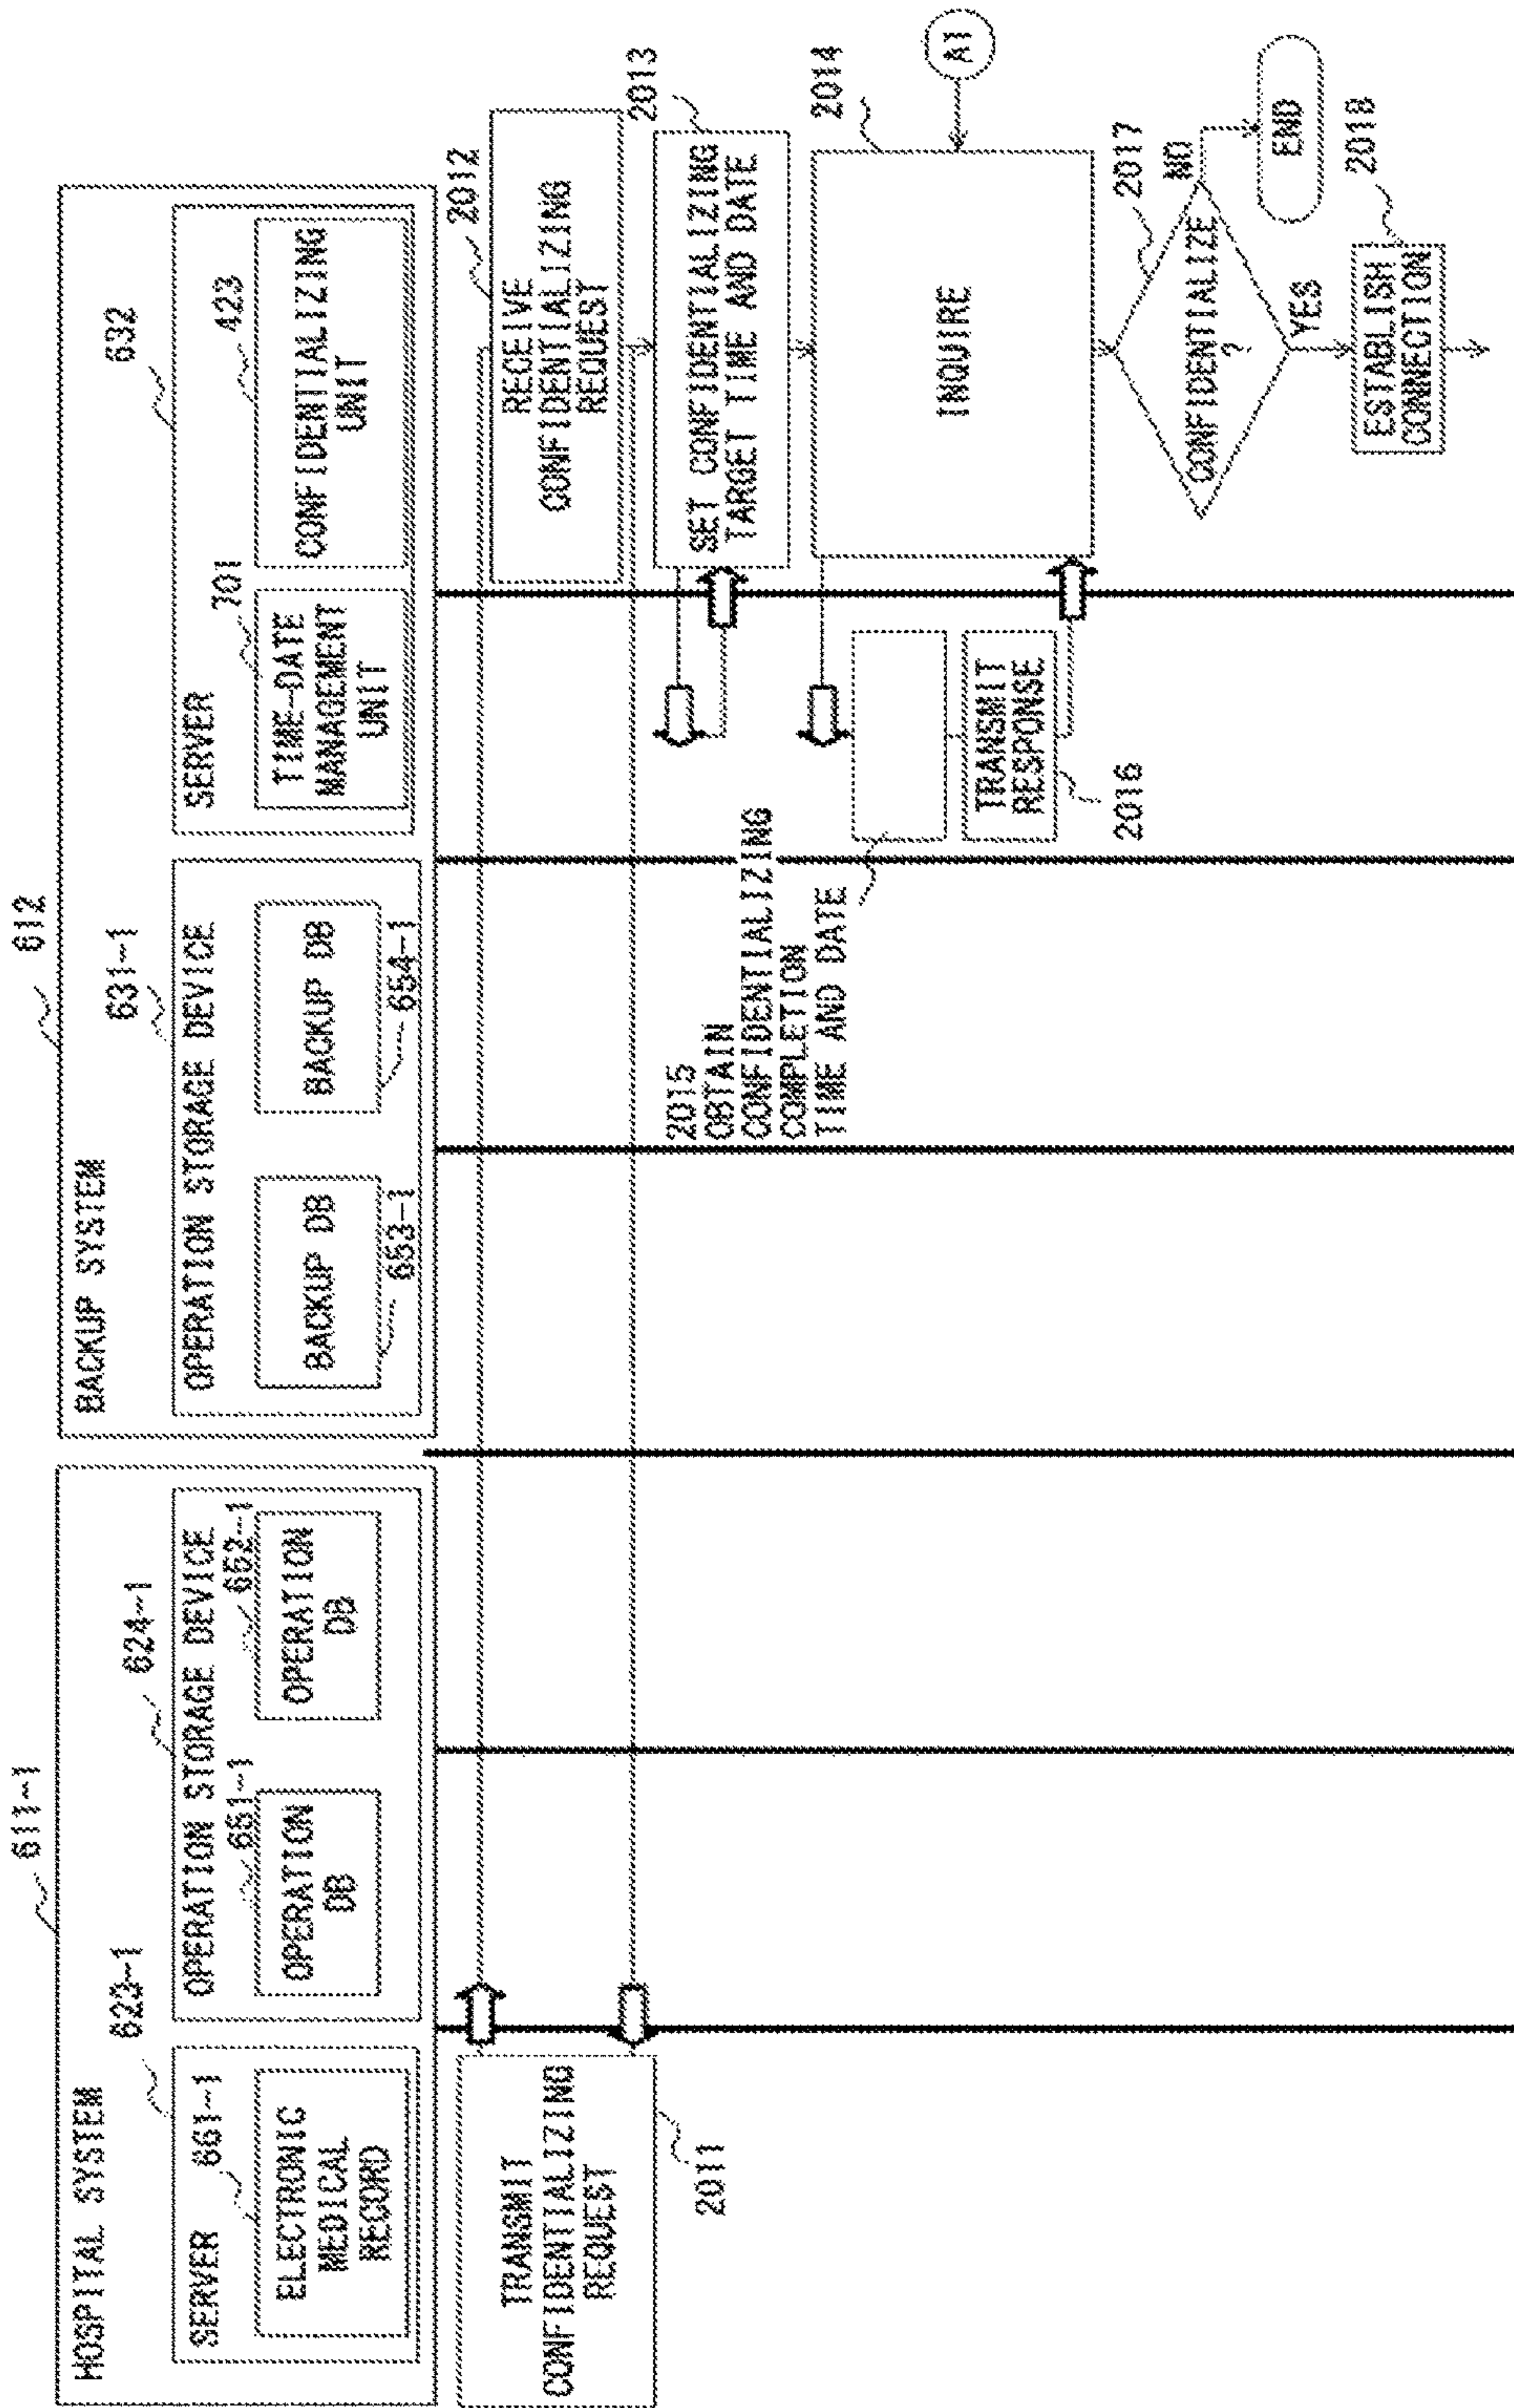 611-1
HOSPITAL SYSTEM
623-1
SERVER
661-1
ELECTRONIC
MEDICAL
RECORD
624-1
OPERATION STORAGE DEVICE
651-1
OPERATION
DB
652-1
OPERATION
DB
612
BACKUP SYSTEM
631-1
OPERATION STORAGE DEVICE
BACKUP DB
653-1
BACKUP DB
654-1
632
SERVER
701
TIME-DATE
MANAGEMENT
UNIT
423
CONFIDENTIALIZING
UNIT
TRANSMIT
CONFIDENTIALIZING
REQUEST
2011
2012
RECEIVE
CONFIDENTIALIZING
REQUEST
2013
SET CONFIDENTIALIZING
TARGET TIME AND DATE
2014
INQUIRE
A1
2015
OBTAIN
CONFIDENTIALIZING
COMPLETION
TIME AND DATE
TRANSMIT
RESPONSE
2016
2017
CONFIDENTIALIZE
?
NO
END
YES
2018
ESTABLISH
CONNECTION